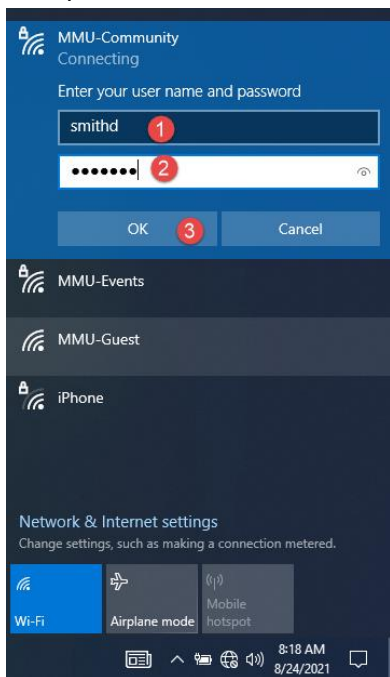 MMU-Community
Connecting
Enter your user name and password
smithd 1
••••••• 2
OK 3 Cancel
MMU-Events
MMU-Guest
iPhone
Network & Internet settings
Change settings, such as making a connection metered.
Wi-Fi Airplane mode Mobile hotspot
8:18 AM
8/24/2021